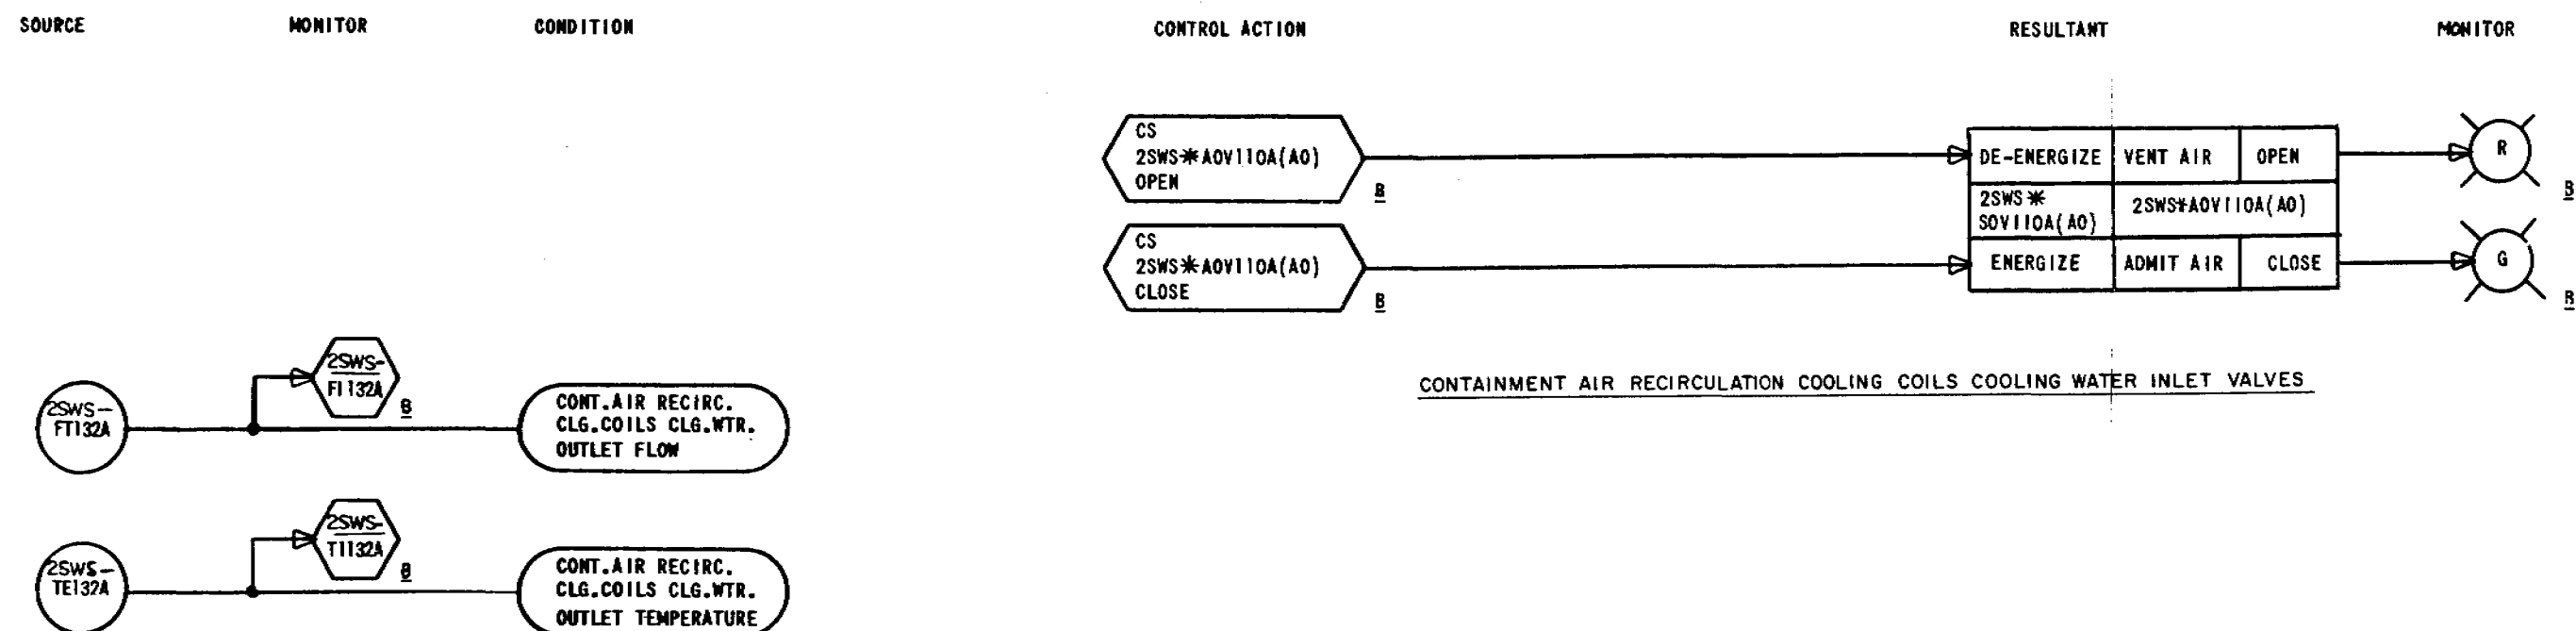 SOURCE MONITOR CONDITION CONTROL ACTION RESULTANT MONITOR
CS
2SWS*AOV110A(AO)
OPEN
B
DE-ENERGIZE VENT AIR OPEN
R
B
2SWS*
SOV110A(AO)
2SWS*AOV110A(AO)
CS
2SWS*AOV110A(AO)
CLOSE
B
ENERGIZE ADMIT AIR CLOSE
G
B
CONTAINMENT AIR RECIRCULATION COOLING COILS COOLING WATER INLET VALVES
2SWS-
FI132A
B
2SWS-
FT132A
CONT.AIR RECIRC.
CLG.COILS CLG.WTR.
OUTLET FLOW
2SWS-
TI132A
B
2SWS-
TE132A
CONT.AIR RECIRC.
CLG.COILS CLG.WTR.
OUTLET TEMPERATURE